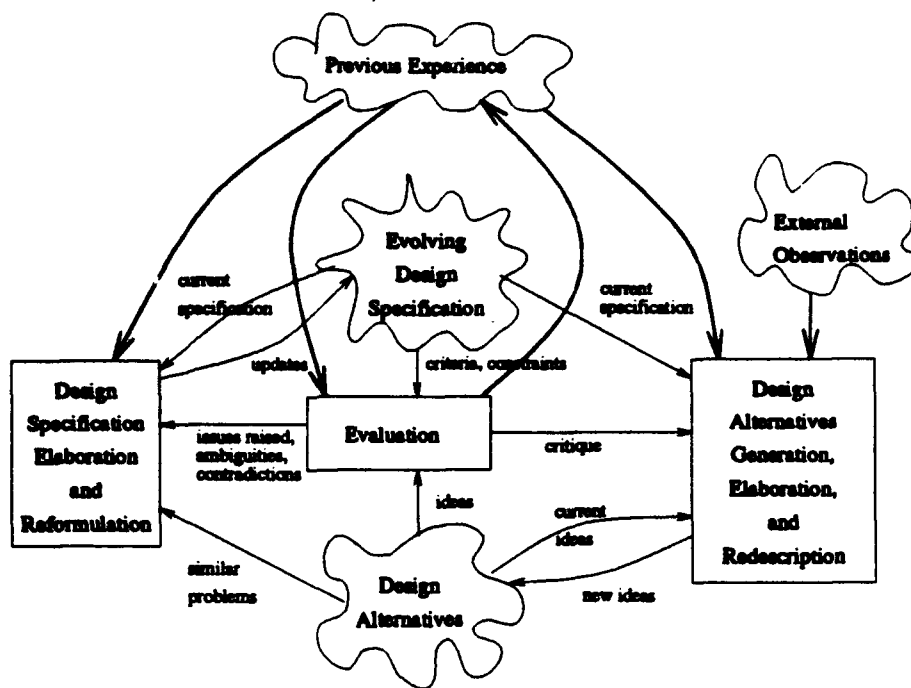 Previous Experience
External
Observations
Evolving
Design
Specification
current
specification
current
specification
updates
criteria, constraints
Design
Specification
Elaboration
and
Reformulation
Evaluation
Design
Alternatives
Generation,
Elaboration,
and
Redescription
issues raised,
ambiguities,
contradictions
critique
ideas
current
ideas
similar
problems
new ideas
Design
Alternatives